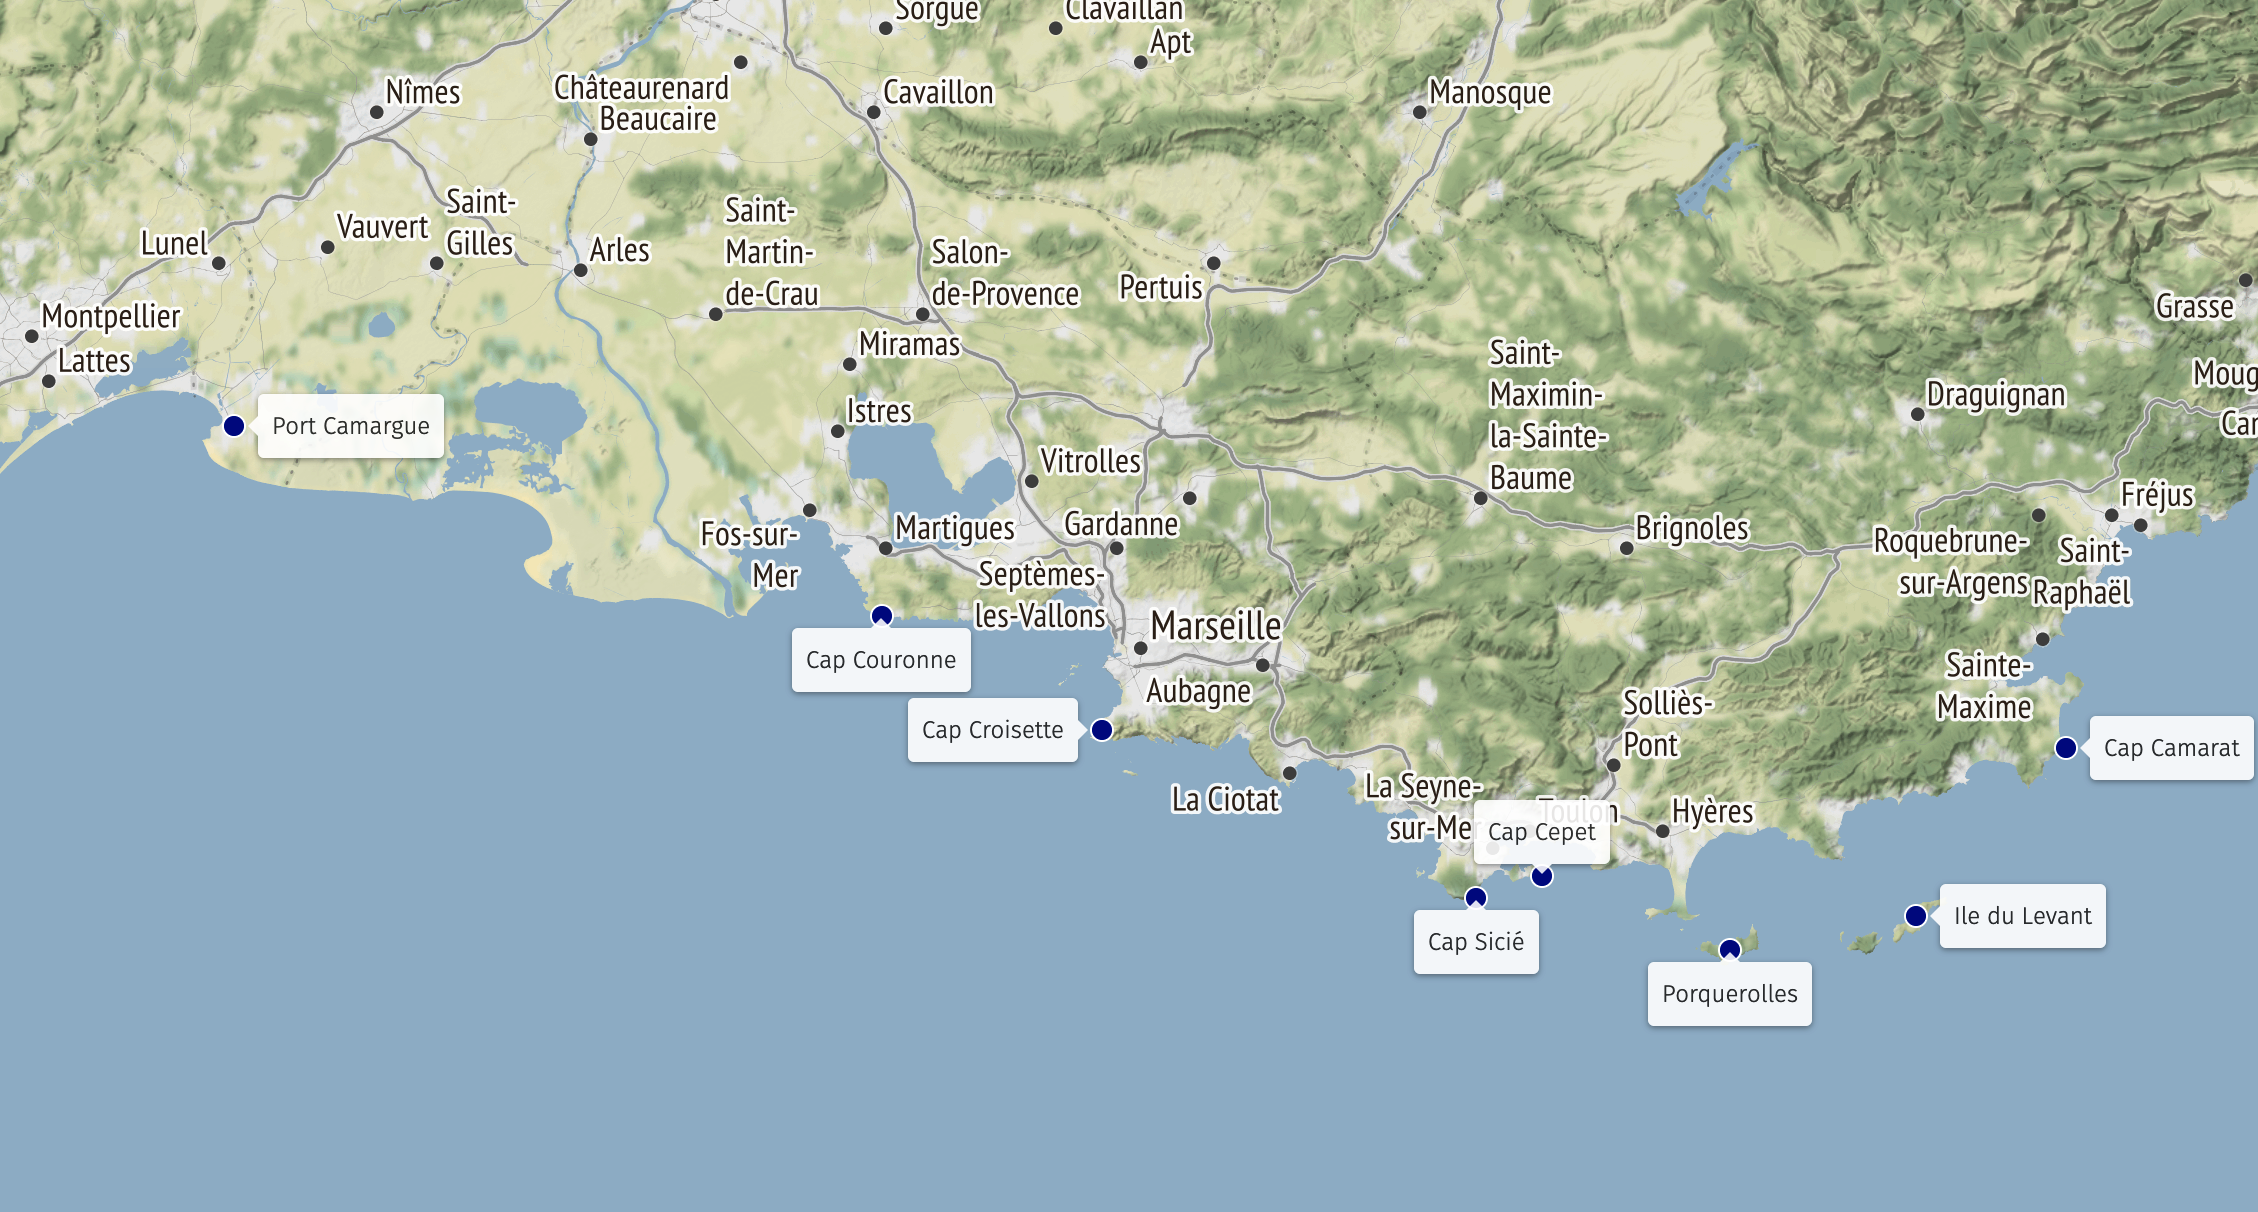 Sorgue
Clavaillan
Apt
Châteaurenard
Nîmes
Beaucaire
Cavaillon
Manosque
Saint-
Gilles
Vauvert
Lunel
Arles
Saint-
Martin-
de-Crau
Salon-
de-Provence
Pertuis
Grasse
Montpellier
Lattes
Miramas
Saint-
Maximin-
la-Sainte-
Baume
Moug
Draguignan
Car
Istres
Port Camargue
Vitrolles
Fréjus
Fos-sur-
Mer
Martigues
Gardanne
Brignoles
Roquebrune-
sur-Argens
Saint-
Raphaël
Septèmes-
les-Vallons
Marseille
Cap Couronne
Aubagne
Sainte-
Maxime
Solliès-
Pont
Cap Croisette
Cap Camarat
La Ciotat
La Seyne-
sur-Mer
Toulon
Hyères
Cap Cepet
Cap Sicié
Ile du Levant
Porquerolles